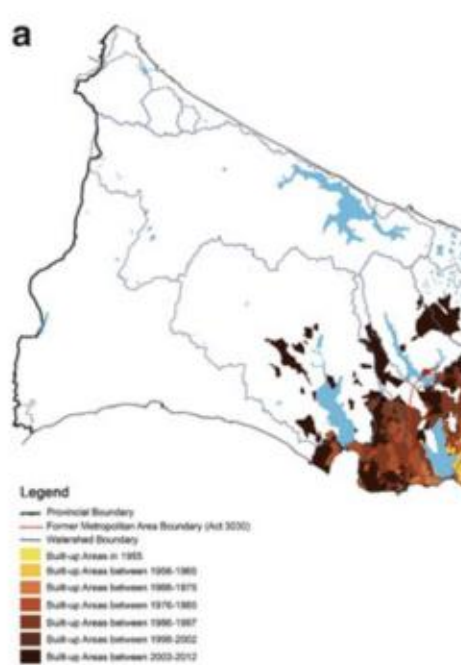 a
Legend
Provincial Boundary
Former Metropolitan Area Boundary (Act 3030)
Watershed Boundary
Built-up Areas in 1955
Built-up Areas between 1956-1965
Built-up Areas between 1966-1975
Built-up Areas between 1976-1985
Built-up Areas between 1986-1997
Built-up Areas between 1998-2002
Built-up Areas between 2003-2012